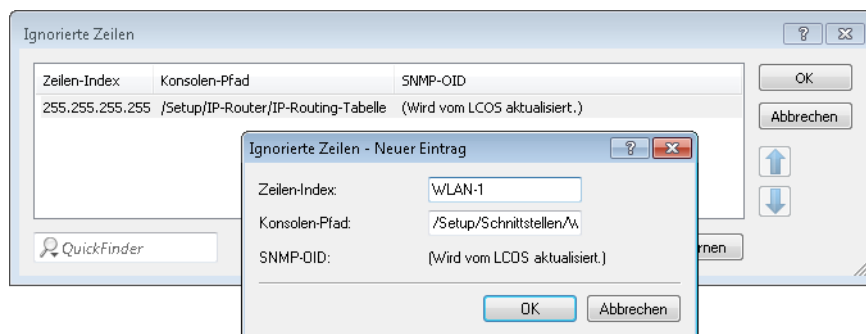 Ignorierte Zeilen
Zeilen-Index Konsolen-Pfad SNMP-OID
255.255.255.255 /Setup/IP-Router/IP-Routing-Tabelle (Wird vom LCOS aktualisiert.)
OK
Abbrechen
QuickFinder
Ignorierte Zeilen - Neuer Eintrag
Zeilen-Index: WLAN-1
Konsolen-Pfad: /Setup/Schnittstellen/
SNMP-OID: (Wird vom LCOS aktualisiert.)
OK Abbrechen